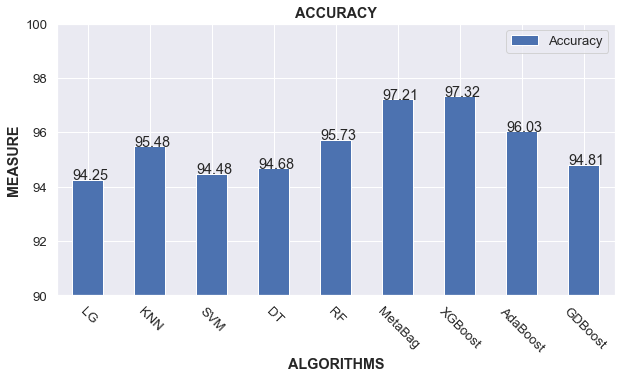 ACCURACY
100
Accuracy
98
97.21
97.32
96
95.48
95.73
96.03
94.25
94.48
94.68
94.81
94
92
90
MEASURE
LG
KNN
SVM
DT
RF
MetaBag
XGBoost
AdaBoost
GDBoost
ALGORITHMS